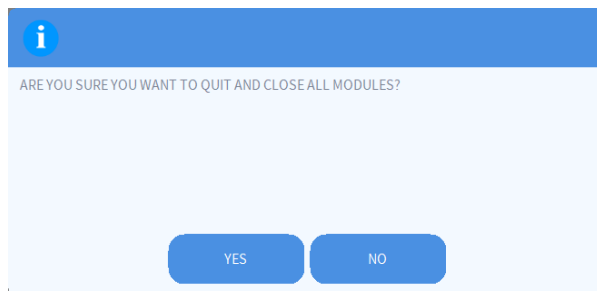 ARE YOU SURE YOU WANT TO QUIT AND CLOSE ALL MODULES?
YES
NO